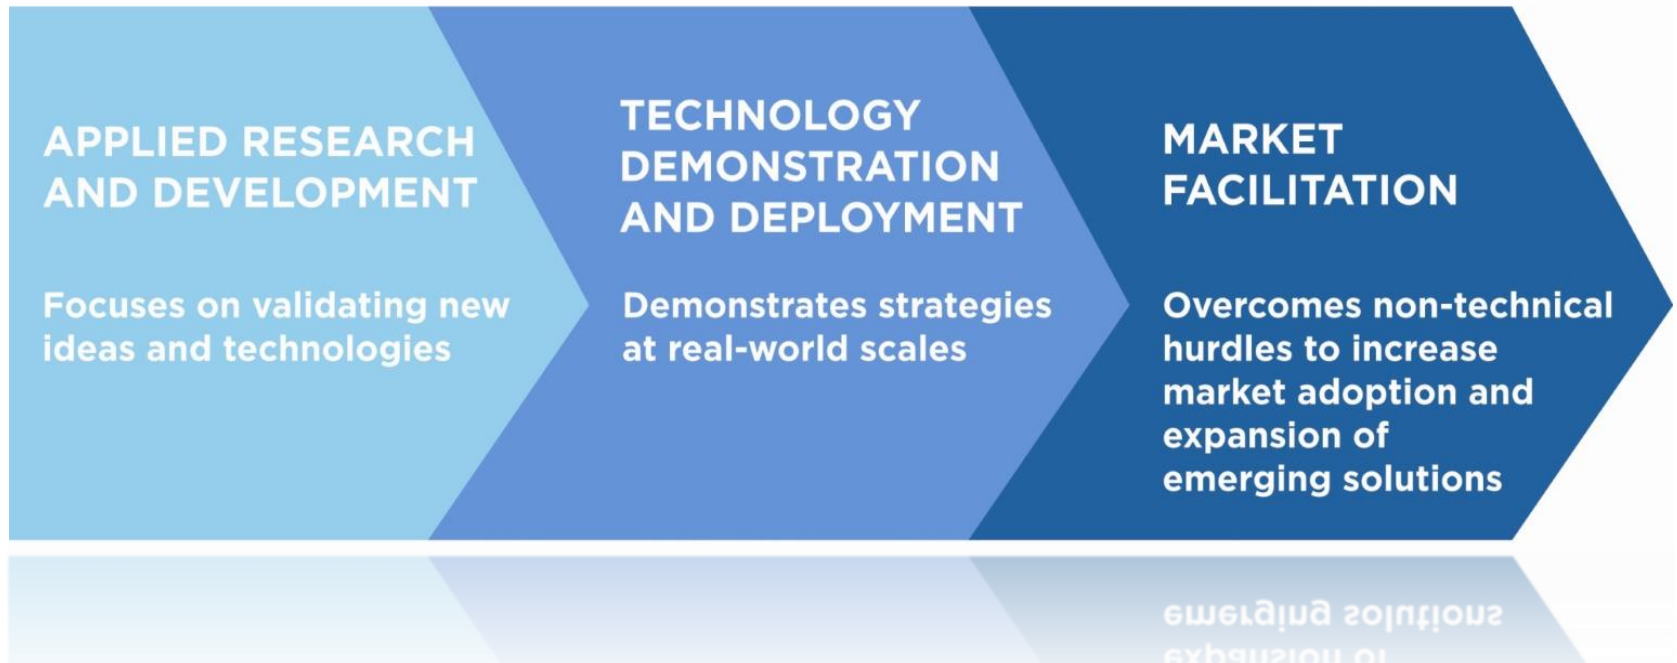 APPLIED RESEARCH
AND DEVELOPMENT
Focuses on validating new
ideas and technologies
TECHNOLOGY
DEMONSTRATION
AND DEPLOYMENT
Demonstrates strategies
at real-world scales
MARKET
FACILITATION
Overcomes non-technical
hurdles to increase
market adoption and
expansion of
emerging solutions